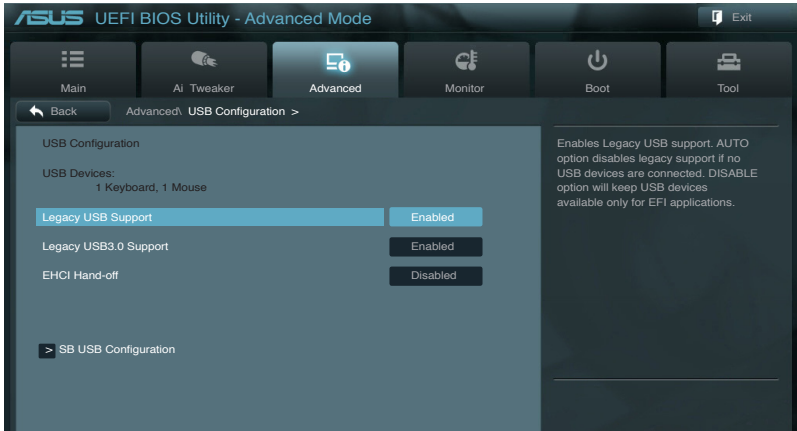 ASUS UEFI BIOS Utility - Advanced Mode
Exit
Main
Ai Tweaker
Advanced
Monitor
Boot
Tool
Back
Advanced\ USB Configuration >
USB Configuration
USB Devices:
1 Keyboard, 1 Mouse
Legacy USB Support Enabled
Legacy USB3.0 Support Enabled
EHCI Hand-off Disabled
> SB USB Configuration
Enables Legacy USB support. AUTO
option disables legacy support if no
USB devices are connected. DISABLE
option will keep USB devices
available only for EFI applications.